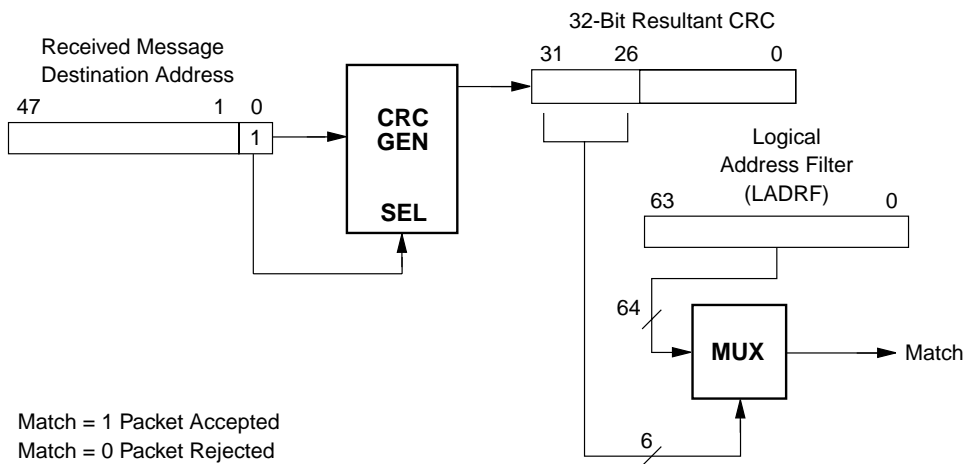 32-Bit Resultant CRC
Received Message
Destination Address
31 26 0
47 1 0
1
CRC
GEN
SEL
Logical
Address Filter
(LADRF)
63 0
64
MUX
Match
6
Match = 1 Packet Accepted
Match = 0 Packet Rejected